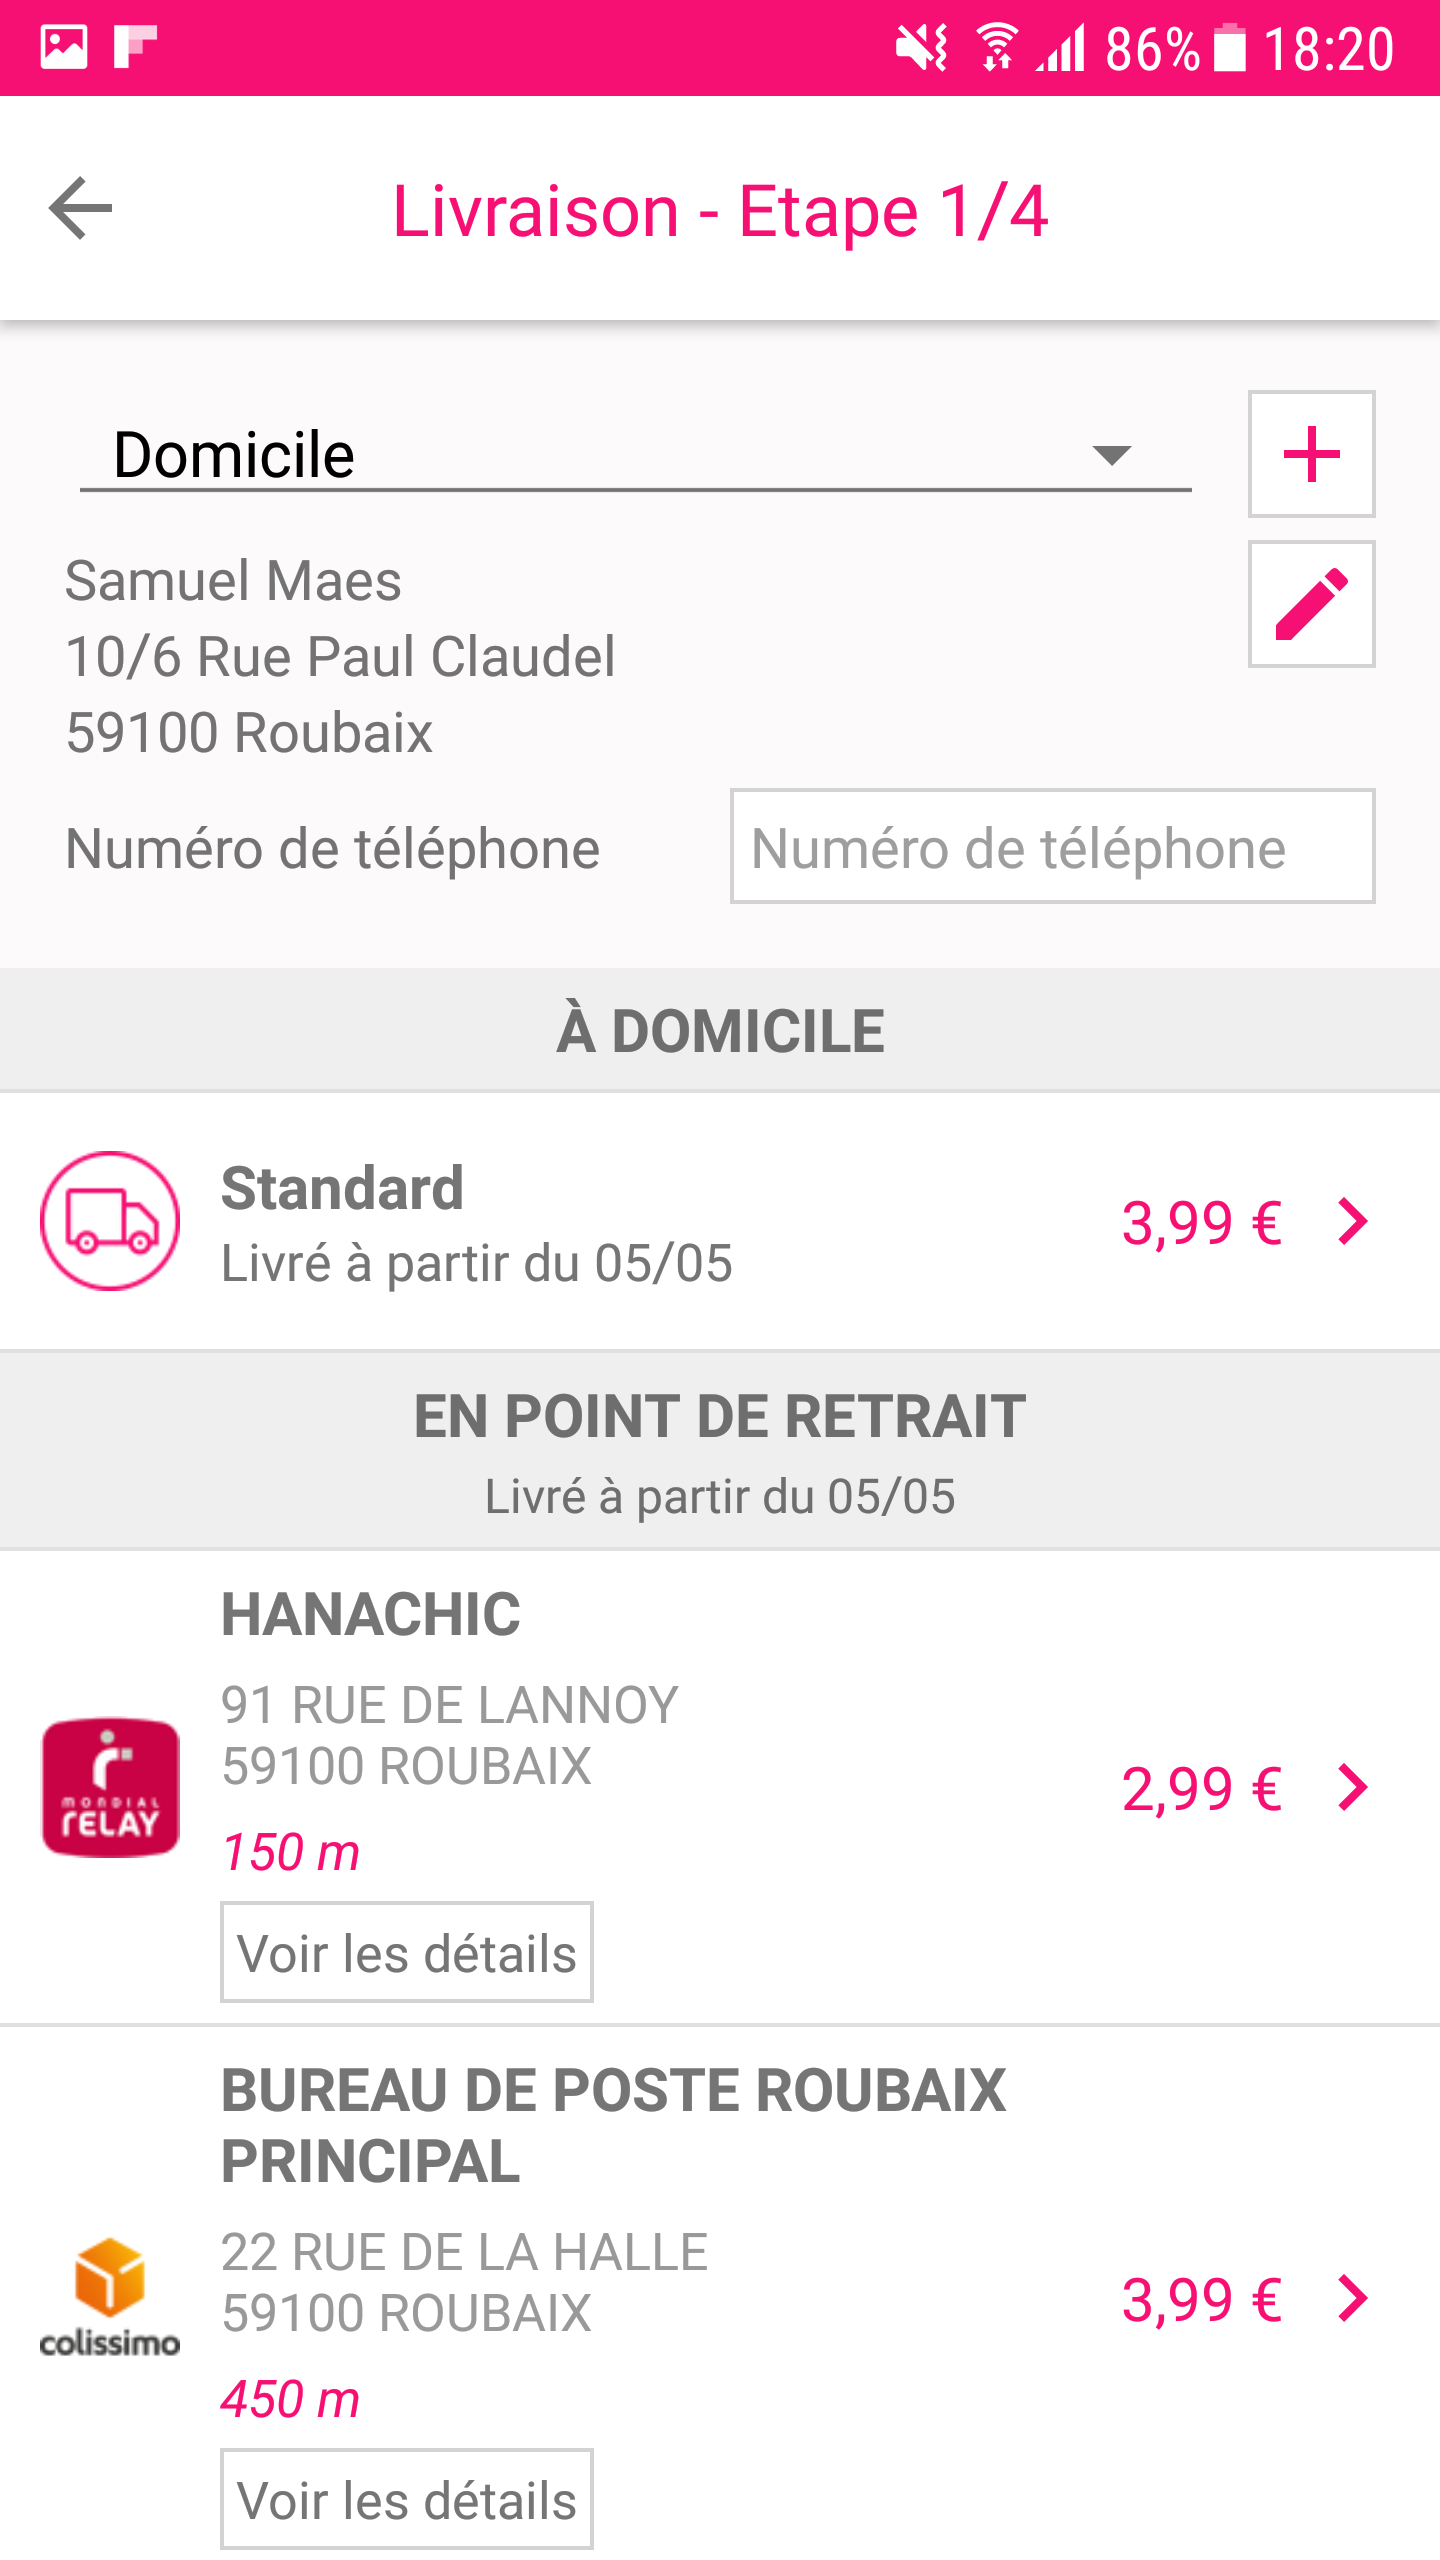 86% 18:20
Livraison - Etape 1/4
Domicile
Samuel Maes
10/6 Rue Paul Claudel
59100 Roubaix
Numéro de téléphone Numéro de téléphone
À DOMICILE
Standard
Livré à partir du 05/05
3,99 €
EN POINT DE RETRAIT
Livré à partir du 05/05
HANACHIC
91 RUE DE LANNOY
59100 ROUBAIX
MONDIAL
RELAY
2,99 €
150 m
Voir les détails
BUREAU DE POSTE ROUBAIX
PRINCIPAL
22 RUE DE LA HALLE
59100 ROUBAIX
colissimo
3,99 €
450 m
Voir les détails